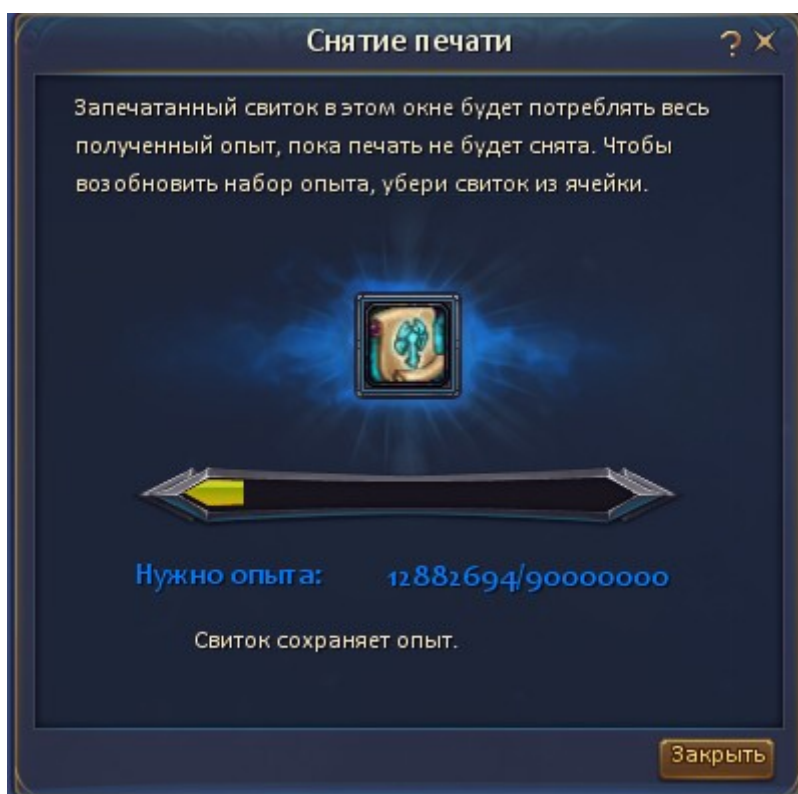 Снятие печати
?
Запечатанный свиток в этом окне будет потреблять весь
полученный опыт, пока печать не будет снята. Чтобы
возобновить набор опыта, убери свиток из ячейки.
Нужно опыта: 12882694/90000000
Свиток сохраняет опыт.
Закрыть